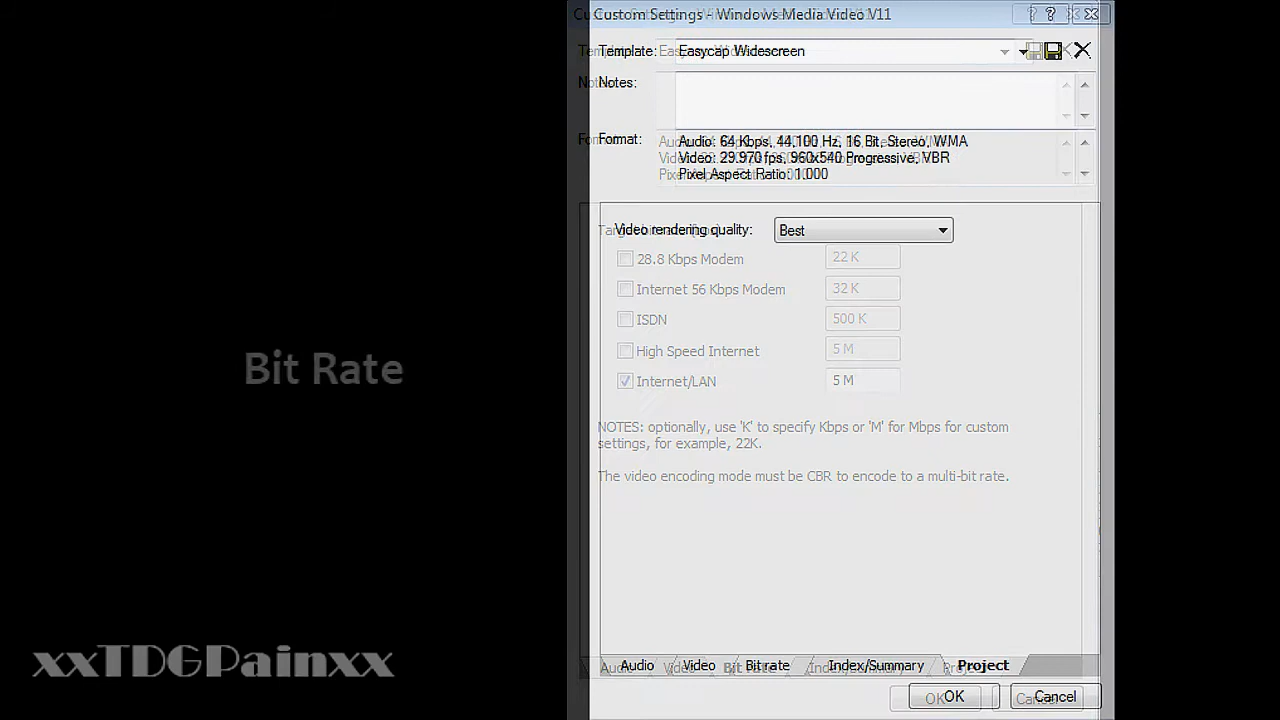 Custom Settings - Windows Media Video V11
Template: Easycap Widescreen
Notes:
Format: Audio: 64 Kbps, 44,100 Hz, 16 Bit, Stereo, WMA
Video: 29.970 fps, 960x540 Progressive, VBR
Pixel Aspect Ratio: 1.000
Video rendering quality: Best
28.8 Kbps Modem 22 K
Internet 56 Kbps Modem 32 K
ISDN 500 K
High Speed Internet 5 M
Bit Rate
Internet/LAN 5 M
NOTES: optionally, use 'K' to specify Kbps or 'M' for Mbps for custom
settings, for example, 22K.
The video encoding mode must be CBR to encode to a multi-bit rate.
xxTDGPainxx
Audio Video Bit rate Index/Summary Project
OK Cancel